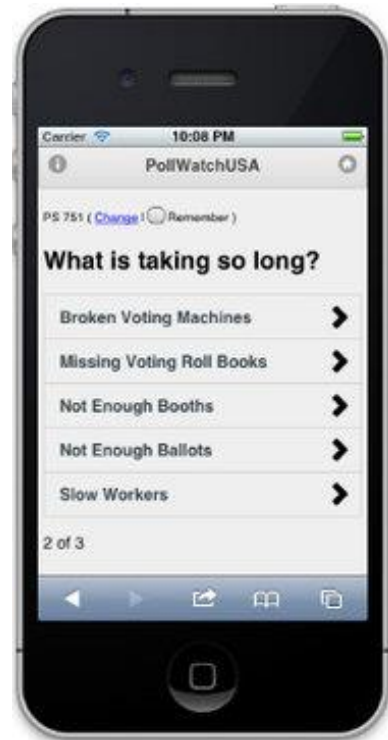 Carrier 10:08 PM
PollWatchUSA
PS 751 ( Change | Remember )
What is taking so long?
Broken Voting Machines
Missing Voting Roll Books
Not Enough Booths
Not Enough Ballots
Slow Workers
2 of 3